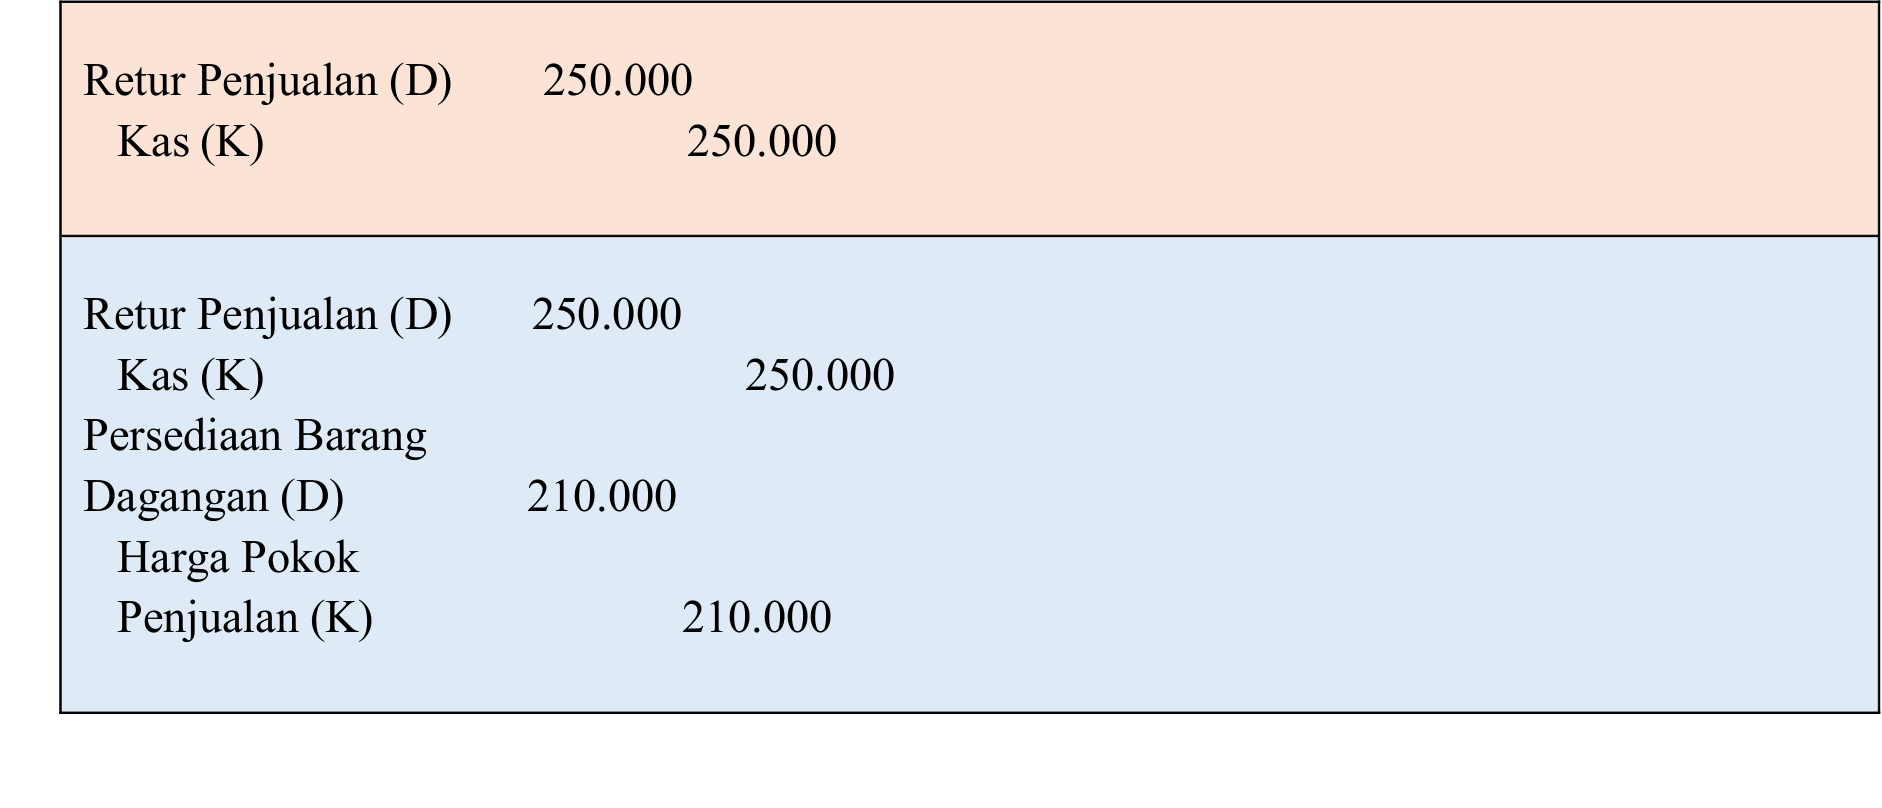 Retur Penjualan (D) 250.000
Kas (K) 250.000
Retur Penjualan (D) 250.000
Kas (K) 250.000
Persediaan Barang
Dagangan (D) 210.000
Harga Pokok
Penjualan (K) 210.000